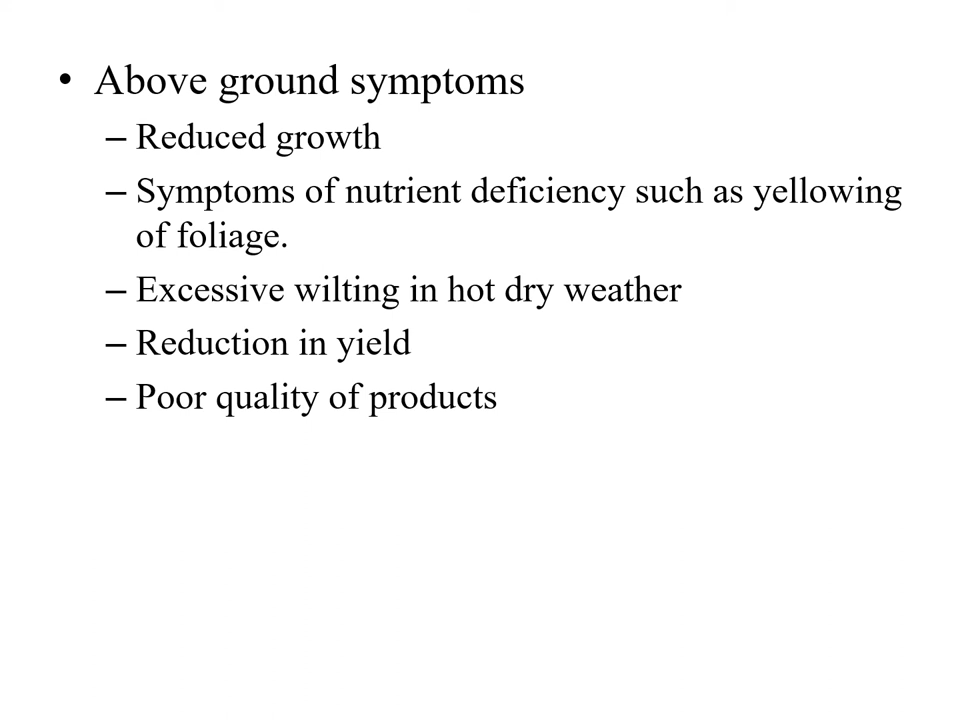 • Above ground symptoms
– Reduced growth
– Symptoms of nutrient deficiency such as yellowing
of foliage.
– Excessive wilting in hot dry weather
– Reduction in yield
– Poor quality of products